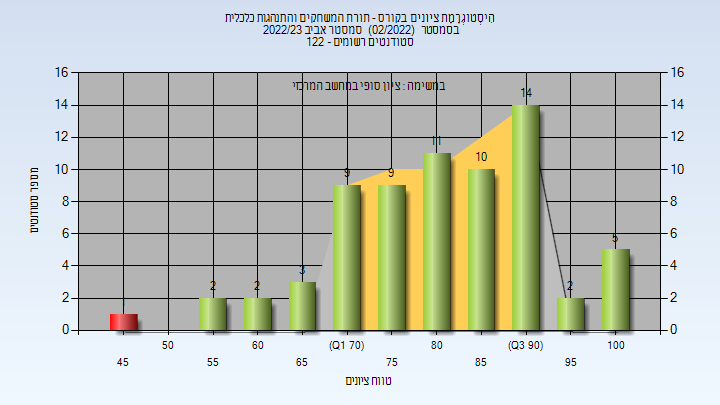 הִיסְטוֹגְרָמַת ציונים בקורס - תורת המשחקים והתנהגות כלכלית
בסמסטר (02/2022) סמסטר אביב 2022/23
סטודנטים רשומים - 122
במשימה : ציון סופי במחשב המרכזי
מספר סטודנטים
16 16
14 14
12 12
10 10
8 8
6 6
4 4
2 2
0 0
2 2 3 9 9 11 10 14 2 5
50 60 (Q1 70) 80 (Q3 90) 100
45 55 65 75 85 95
טווח ציונים